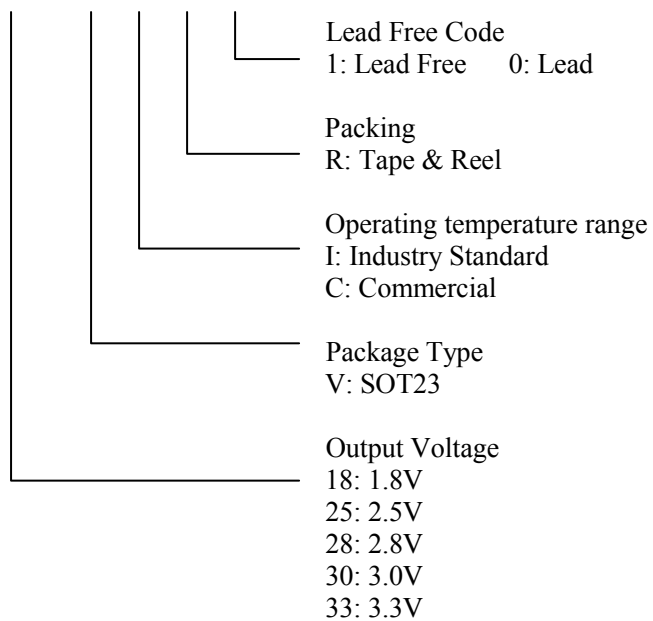 Lead Free Code
1: Lead Free 0: Lead
Packing
R: Tape & Reel
Operating temperature range
I: Industry Standard
C: Commercial
Package Type
V: SOT23
Output Voltage
18: 1.8V
25: 2.5V
28: 2.8V
30: 3.0V
33: 3.3V